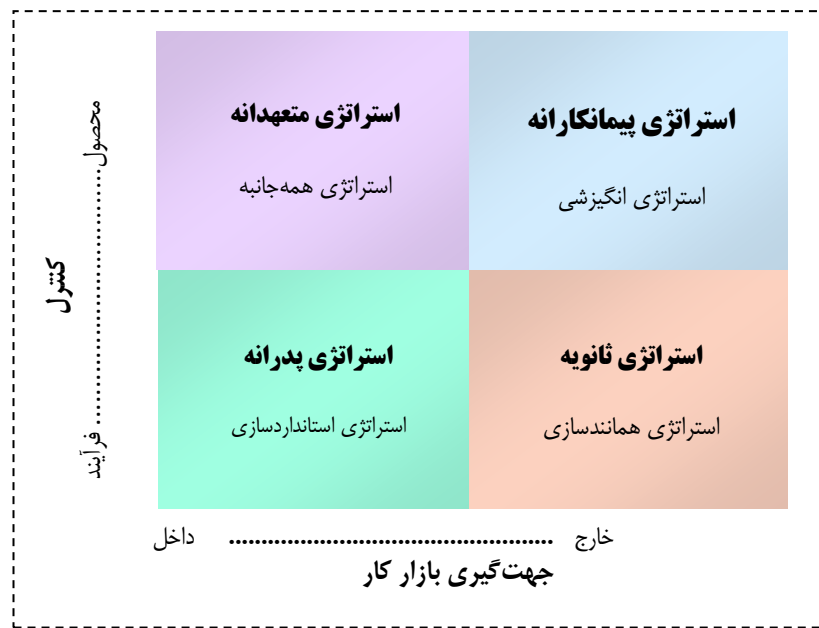 استراتژی پیمانکارانه
استراتژی انگیزشی
استراتژی متعهدانه
استراتژی همه‌جانبه
استراتژی ثانویه
استراتژی همانندسازی
استراتژی پدرانه
استراتژی استانداردسازی
کنترل
فرآیند ................................ محصول
خارج ................................ داخل
جهت‌گیری بازار کار